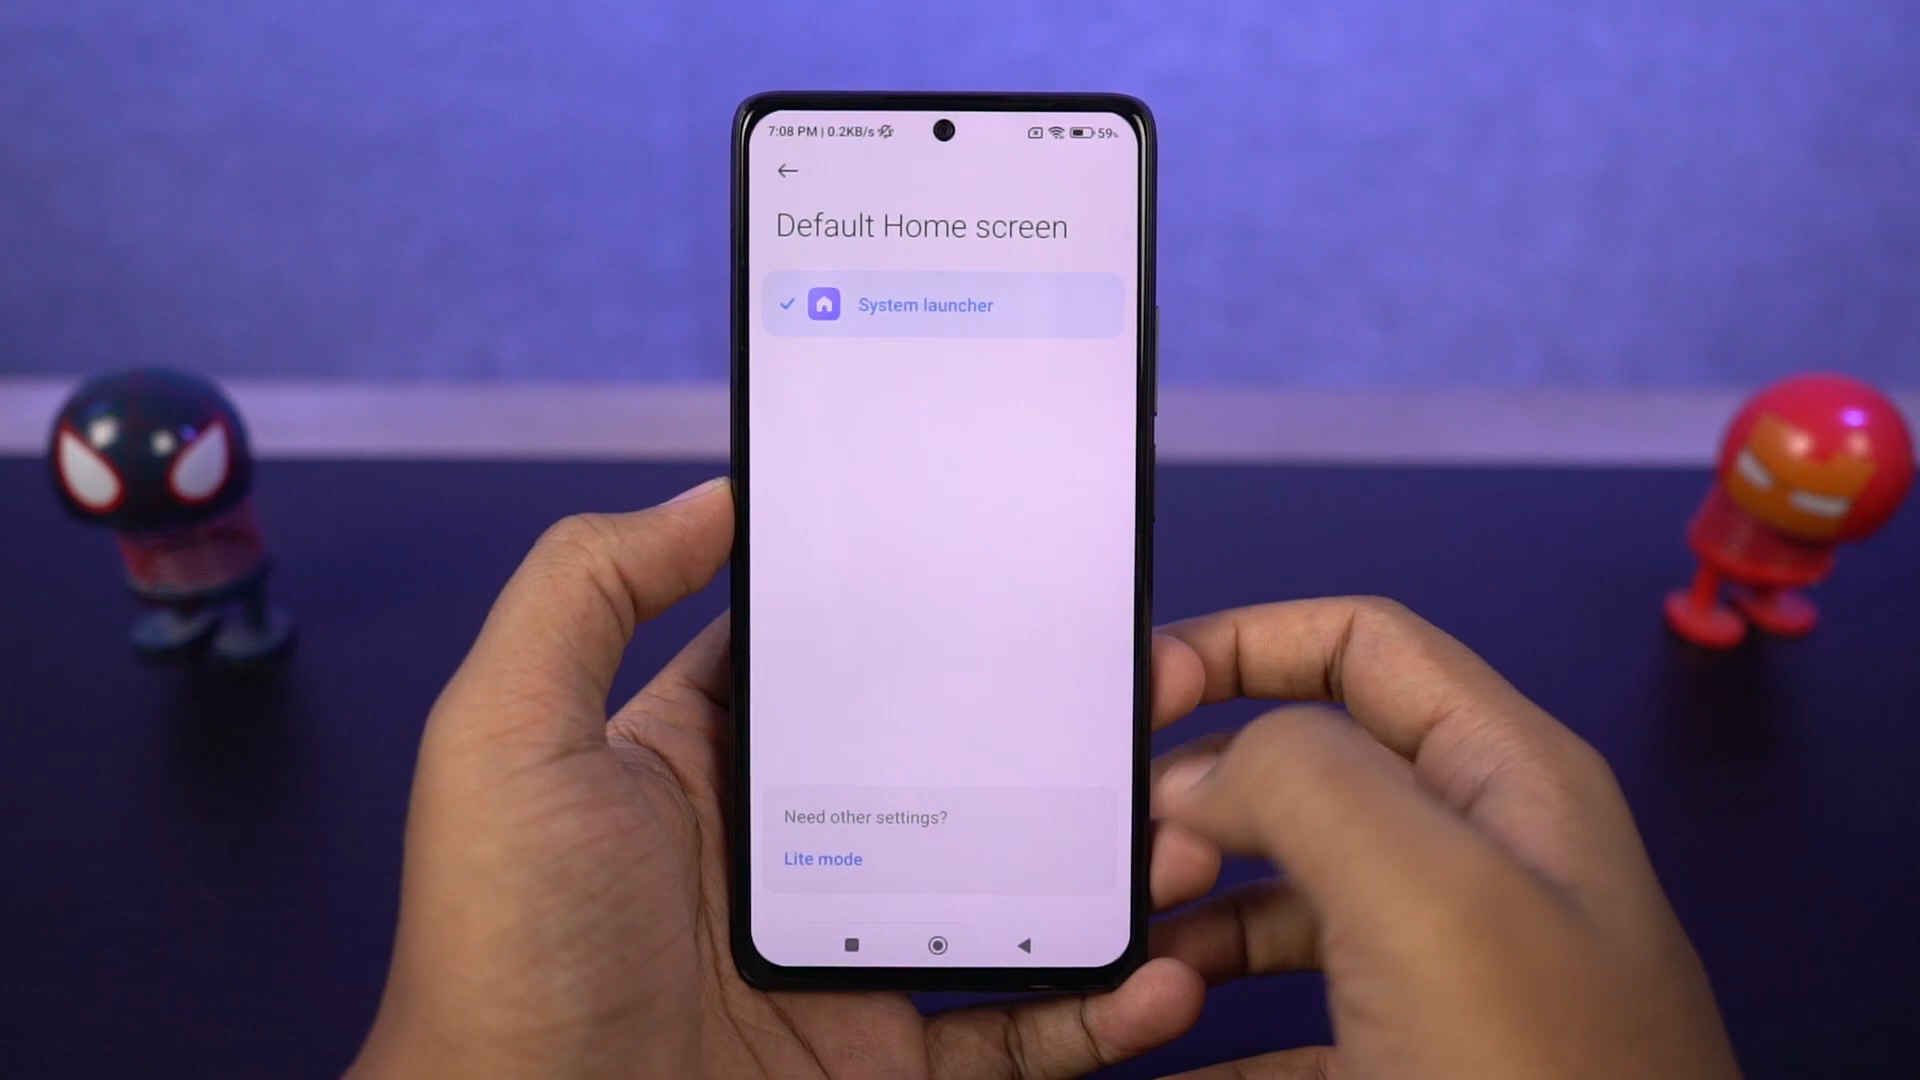 7:08 PM | 0.2KB/s
59%
Default Home screen
System launcher
Need other settings?
Lite mode